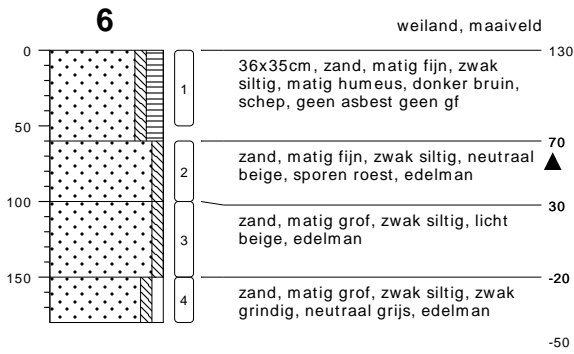 6
weiland, maaiveld
0
130
36x35cm, zand, matig fijn, zwak
siltig, matig humeus, donker bruin,
schep, geen asbest geen gf
1
50
70
zand, matig fijn, zwak siltig, neutraal
beige, sporen roest, edelman
2
100
30
zand, matig grof, zwak siltig, licht
beige, edelman
3
150
-20
zand, matig grof, zwak siltig, zwak
grindig, neutraal grijs, edelman
4
-50